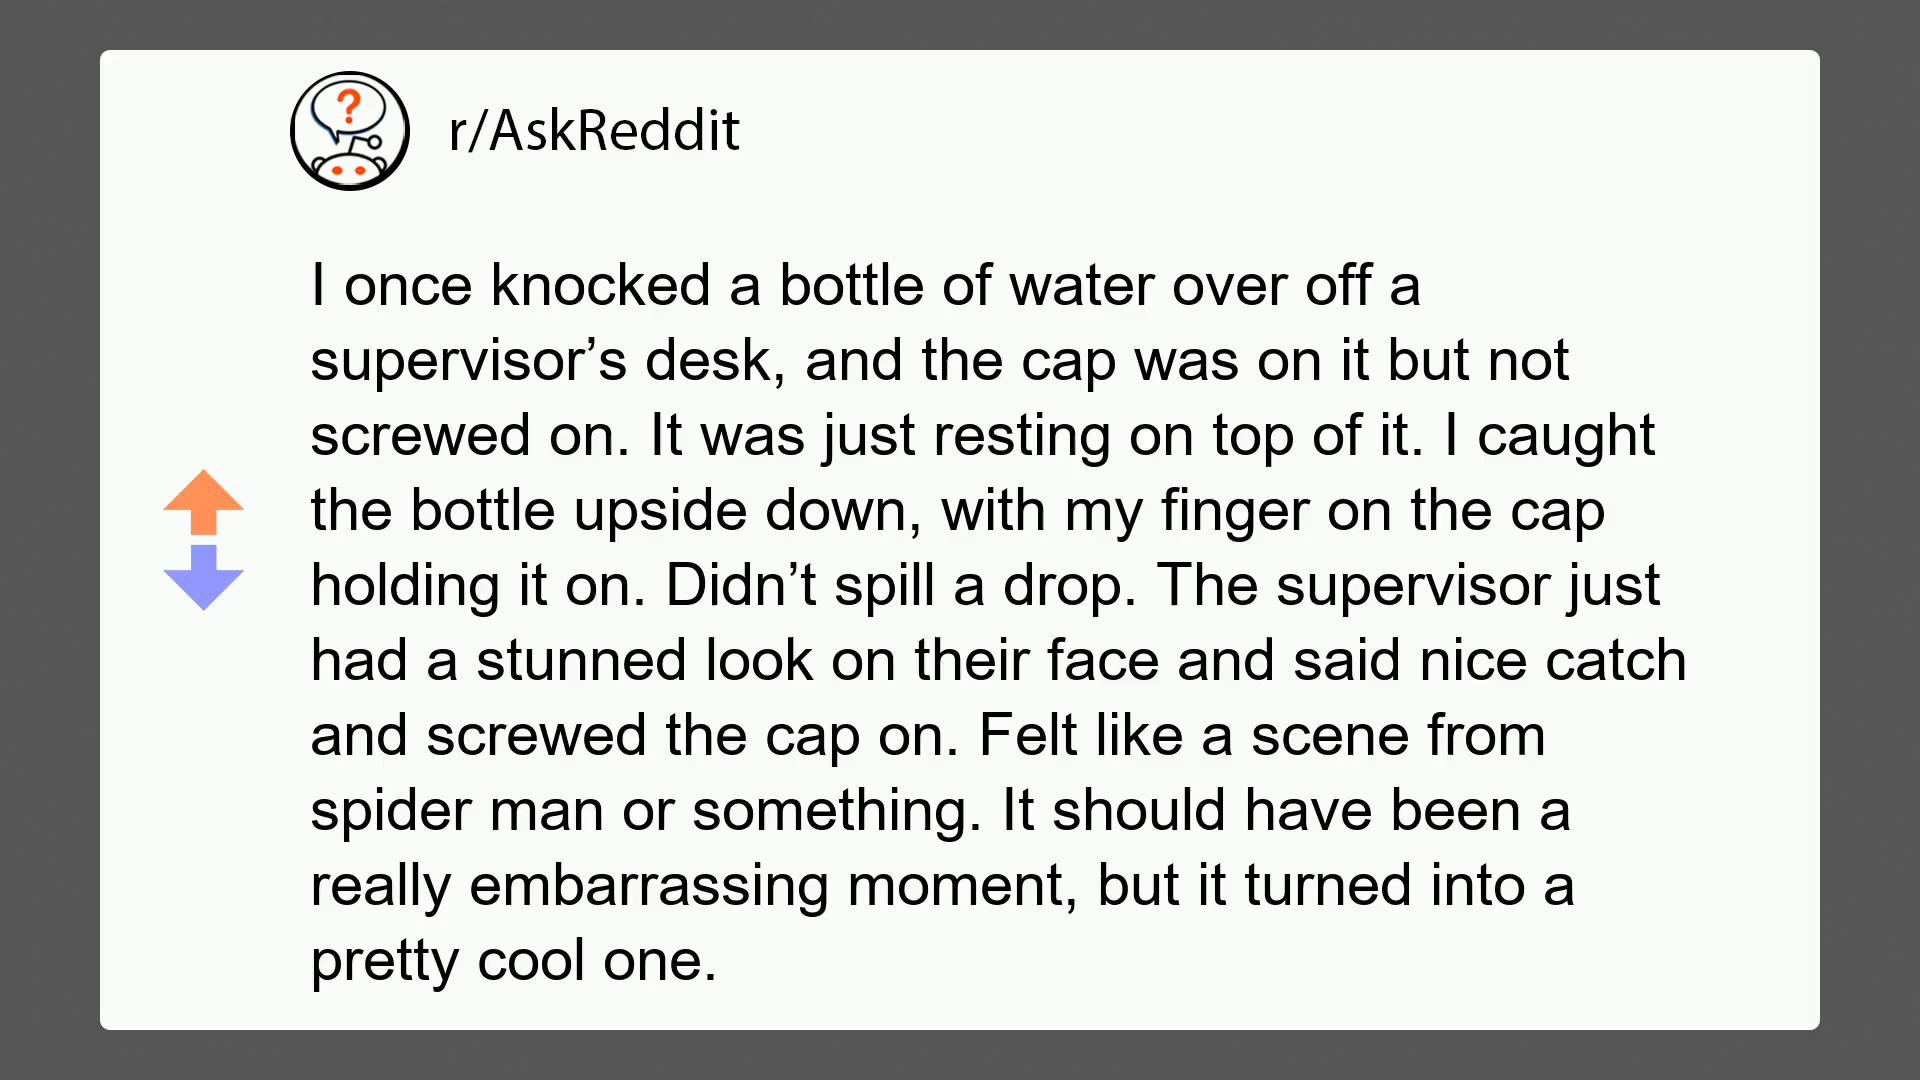 r/AskReddit
I once knocked a bottle of water over off a
supervisor’s desk, and the cap was on it but not
screwed on. It was just resting on top of it. I caught
the bottle upside down, with my finger on the cap
holding it on. Didn’t spill a drop. The supervisor just
had a stunned look on their face and said nice catch
and screwed the cap on. Felt like a scene from
spider man or something. It should have been a
really embarrassing moment, but it turned into a
pretty cool one.